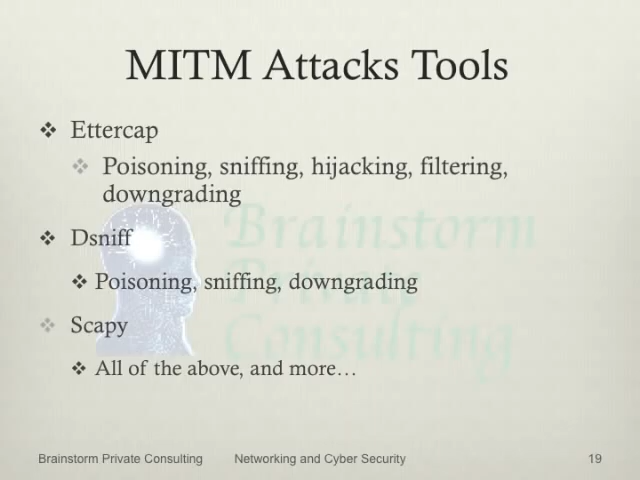 MITM Attacks Tools
Ettercap
Poisoning, sniffing, hijacking, filtering,
downgrading
Dsniff
Poisoning, sniffing, downgrading
Scapy
All of the above, and more…
Brainstorm
Private
Consulting
Brainstorm Private Consulting Networking and Cyber Security 19